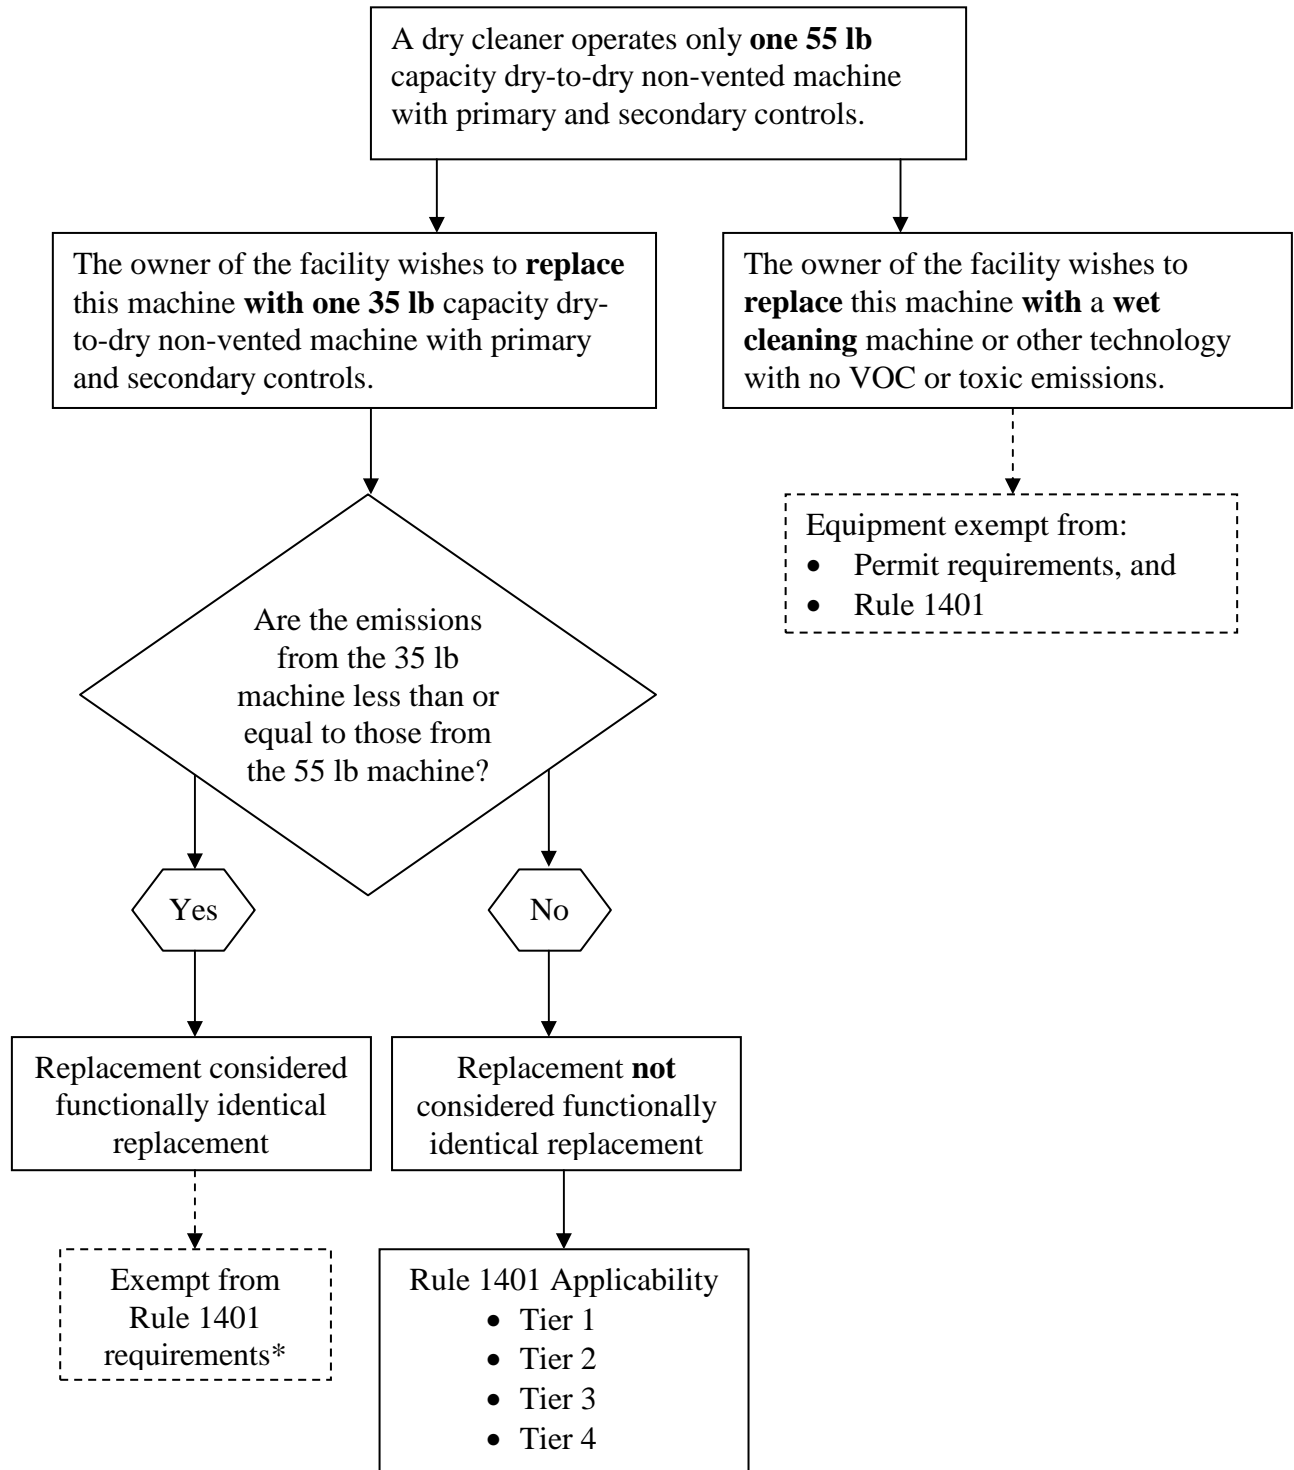 A dry cleaner operates only one 55 lb
capacity dry-to-dry non-vented machine
with primary and secondary controls.
The owner of the facility wishes to replace
this machine with one 35 lb capacity dry-
to-dry non-vented machine with primary
and secondary controls.
The owner of the facility wishes to
replace this machine with a wet
cleaning machine or other technology
with no VOC or toxic emissions.
Equipment exempt from:
• Permit requirements, and
• Rule 1401
Are the emissions
from the 35 lb
machine less than or
equal to those from
the 55 lb machine?
Yes
No
Replacement considered
functionally identical
replacement
Replacement not
considered functionally
identical replacement
Exempt from
Rule 1401
requirements*
Rule 1401 Applicability
• Tier 1
• Tier 2
• Tier 3
• Tier 4